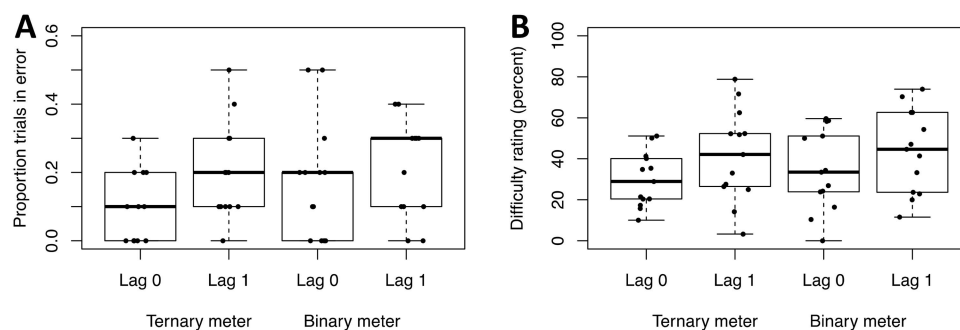 A
Proportion trials in error
0.6
0.4
0.2
0.0
Lag 0 Lag 1 Lag 0 Lag 1
Ternary meter Binary meter
B
Difficulty rating (percent)
100
80
60
40
20
0
Lag 0 Lag 1 Lag 0 Lag 1
Ternary meter Binary meter